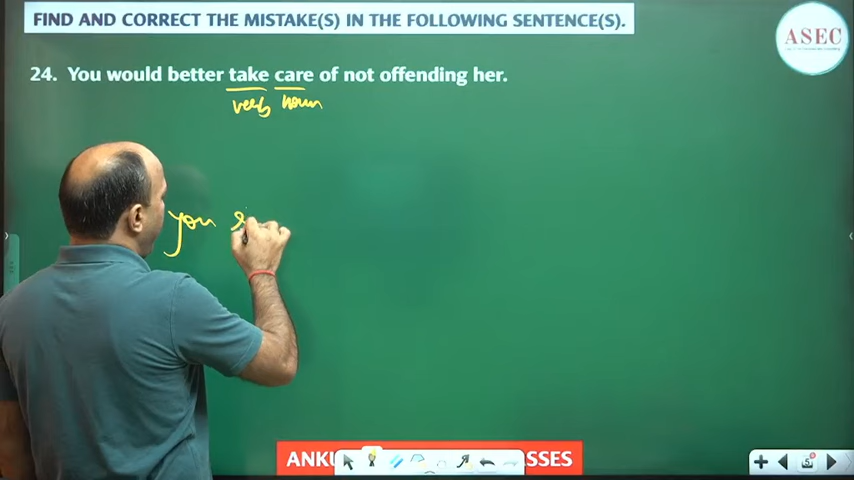 FIND AND CORRECT THE MISTAKE(S) IN THE FOLLOWING SENTENCE(S).
ASEC
24. You would better take care of not offending her.
verb noun
you s
ANKU
SSES